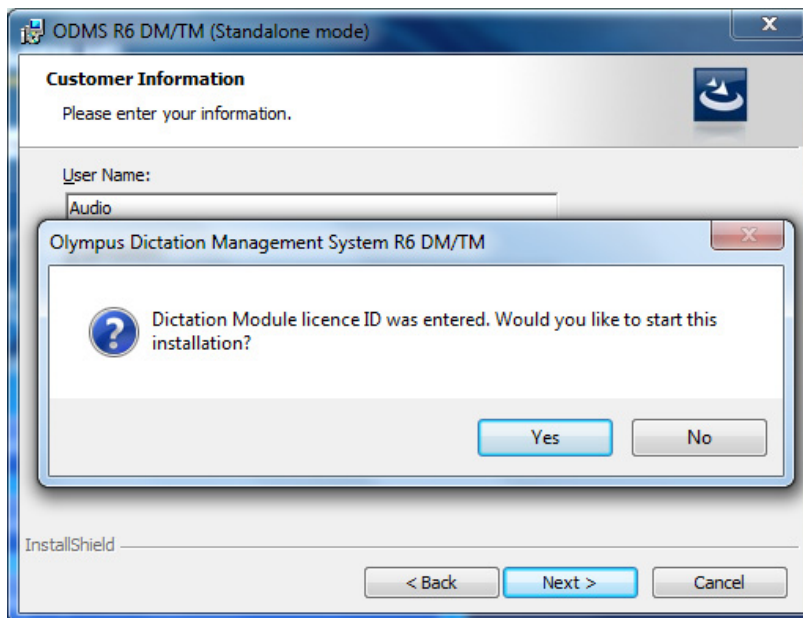 ODMS R6 DM/TM (Standalone mode)
Customer Information
Please enter your information.
User Name:
Audio
Olympus Dictation Management System R6 DM/TM
Dictation Module licence ID was entered. Would you like to start this
installation?
Yes
No
InstallShield
< Back
Next >
Cancel